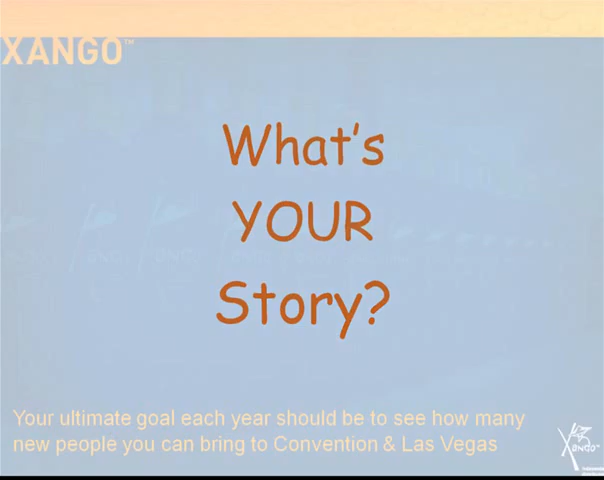 XANGO™
What's
YOUR
Story?
Your ultimate goal each year should be to see how many
new people you can bring to Convention & Las Vegas
XANGO